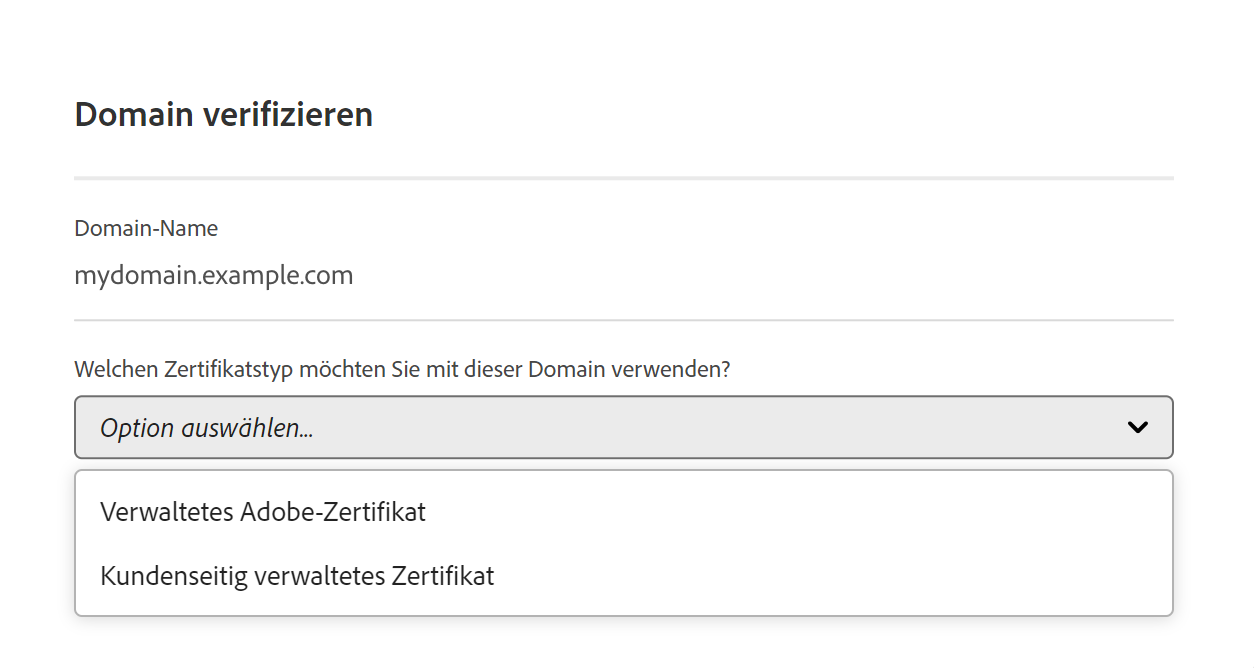 Domain verifizieren
Domain-Name
mydomain.example.com
Welchen Zertifikatstyp möchten Sie mit dieser Domain verwenden?
Option auswählen...
Verwaltetes Adobe-Zertifikat
Kundenseitig verwaltetes Zertifikat